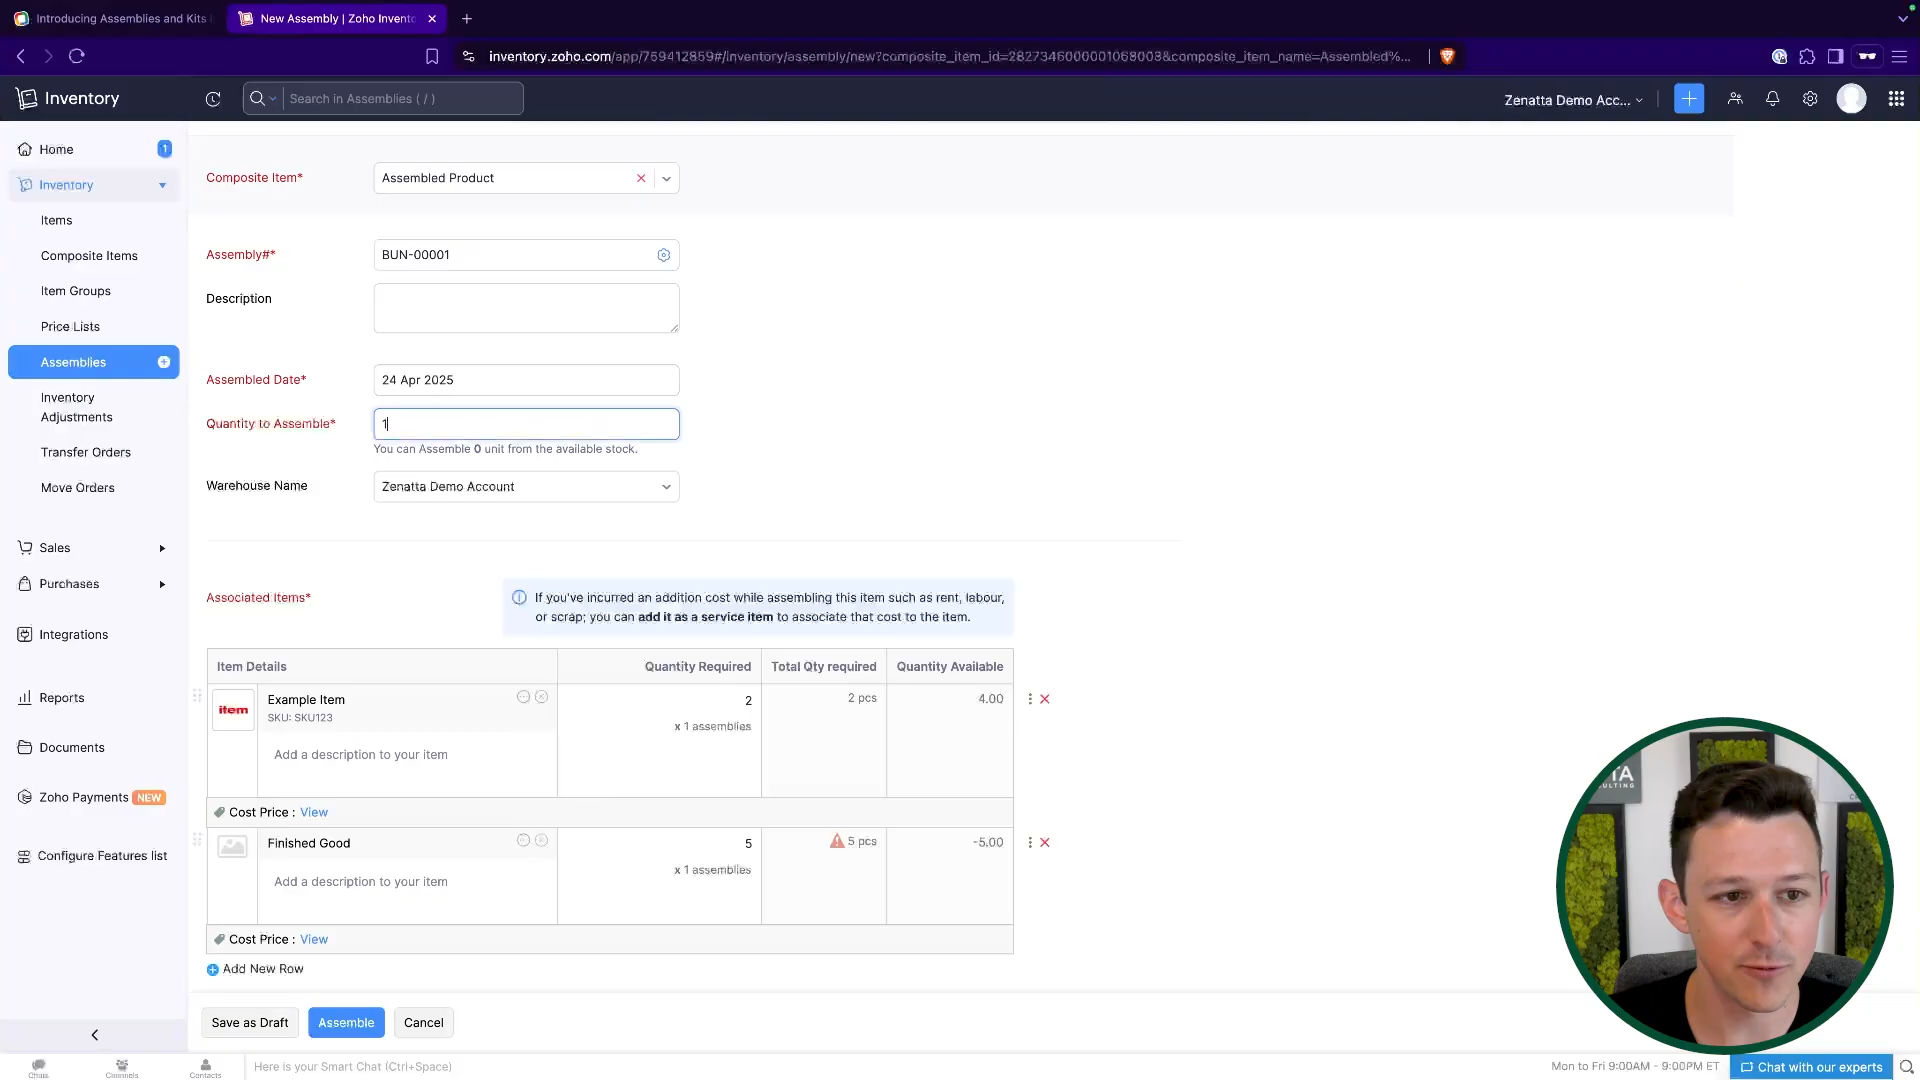 Introducing Assemblies and Kits
New Assembly | Zoho Invento
inventory.zoho.com/app/759412859#/inventory/assembly/new?composite_item_id=2827346000001068003&composite_item_name=Assembled%...
Inventory
Search in Assemblies ( / )
Zenatta Demo Acc...
Home
1
Inventory
Items
Composite Items
Item Groups
Price Lists
Assemblies
Inventory
Adjustments
Transfer Orders
Move Orders
Sales
Purchases
Integrations
Reports
Documents
Zoho Payments NEW
Configure Features list
Composite Item*
Assembled Product
Assembly#*
BUN-00001
Description
Assembled Date*
24 Apr 2025
Quantity to Assemble*
1
You can Assemble 0 unit from the available stock.
Warehouse Name
Zenatta Demo Account
Associated Items*
If you've incurred an addition cost while assembling this item such as rent, labour,
or scrap; you can add it as a service item to associate that cost to the item.
Item Details
Quantity Required
Total Qty required
Quantity Available
item
Example Item
SKU: SKU123
Add a description to your item
2
x 1 assemblies
2 pcs
4.00
Cost Price : View
Finished Good
Add a description to your item
5
x 1 assemblies
5 pcs
-5.00
Cost Price : View
Add New Row
Save as Draft
Assemble
Cancel
Chats
Channels
Contacts
Here is your Smart Chat (Ctrl+Space)
Mon to Fri 9:00AM - 9:00PM ET
Chat with our experts